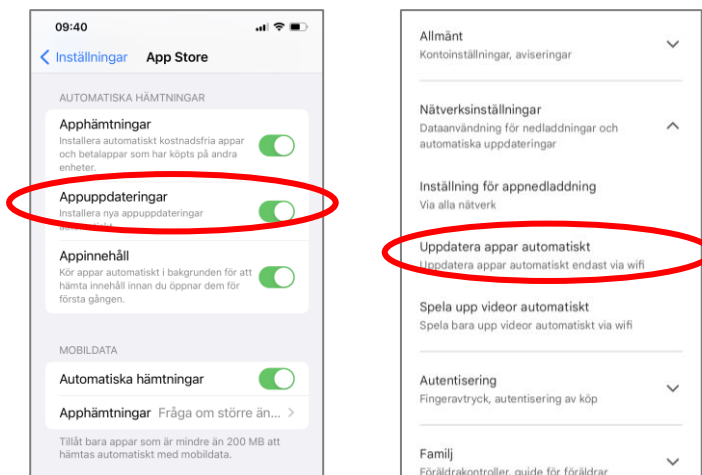 09:40
Inställningar App Store
AUTOMATISKA HÄMTNINGAR
Apphämtningar
Installera automatiskt kostnadsfria appar
och betalappar som har köpts på andra
enheter.
Appuppdateringar
Installera nya appuppdateringar
automatiskt.
Appinnehåll
Kör appar automatiskt i bakgrunden för att
hämta innehåll innan du öppnar dem för
första gången.
MOBILDATA
Automatiska hämtningar
Apphämtningar Fråga om större än... >
Tillåt bara appar som är mindre än 200 MB att
hämtas automatiskt med mobildata.
Allmänt
Kontoinställningar, aviseringar
Nätverksinställningar
Dataanvändning för nedladdningar och
automatiska uppdateringar
Inställning för appnedladdning
Via alla nätverk
Uppdatera appar automatiskt
Uppdatera appar automatiskt endast via wifi
Spela upp videor automatiskt
Spela bara upp videor automatiskt via wifi
Autentisering
Fingeravtryck, autentisering av köp
Familj
Föräldrakontroller, guide för föräldrar